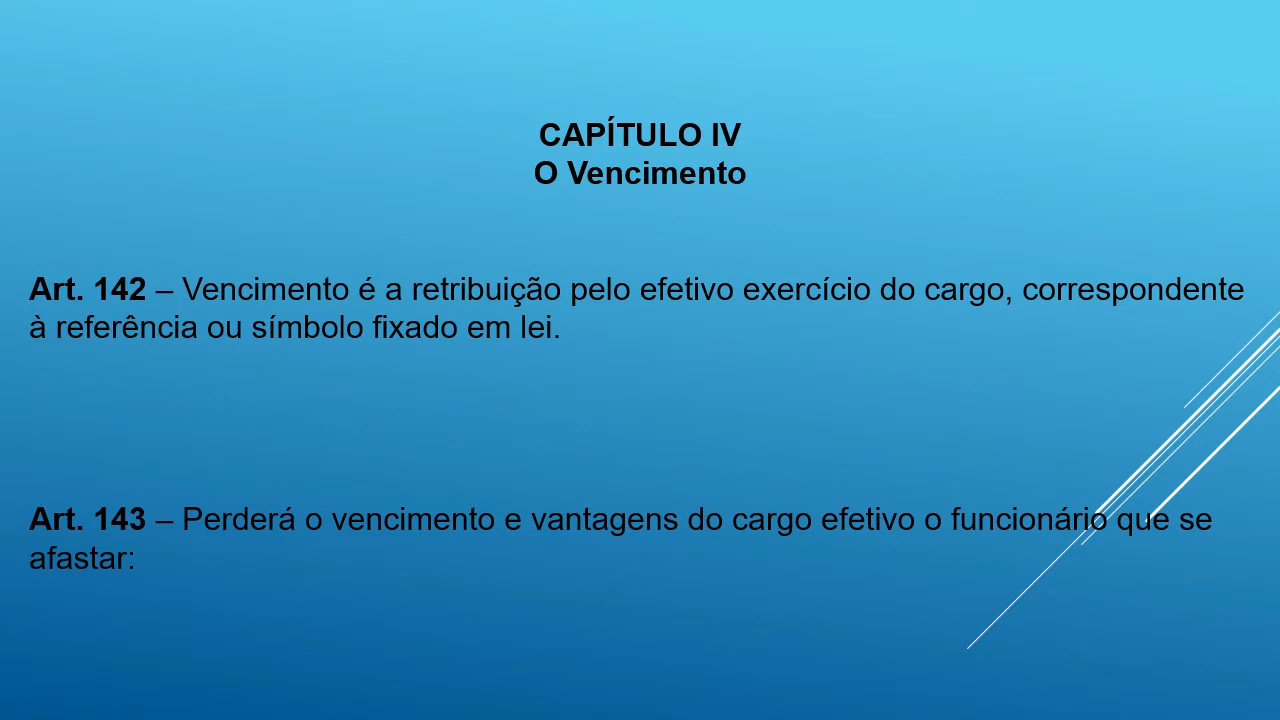 CAPÍTULO IV
O Vencimento
Art. 142 – Vencimento é a retribuição pelo efetivo exercício do cargo, correspondente
à referência ou símbolo fixado em lei.
Art. 143 – Perderá o vencimento e vantagens do cargo efetivo o funcionário que se
afastar: